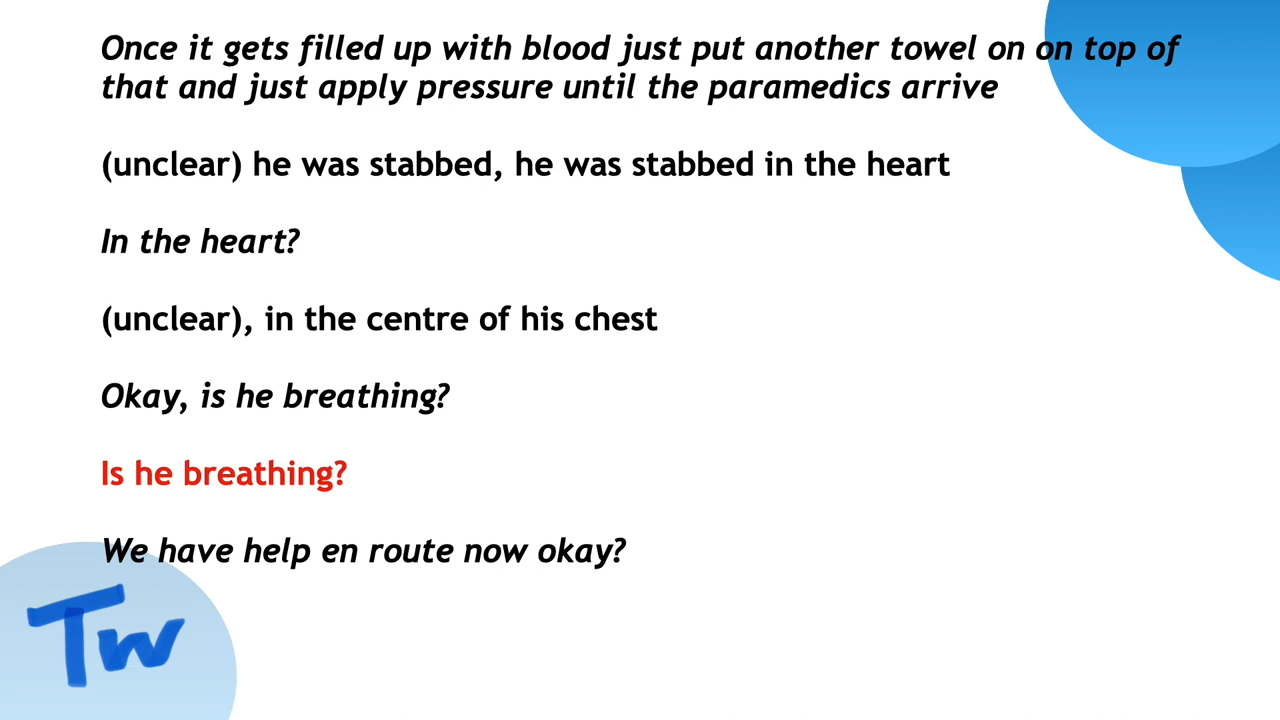 Once it gets filled up with blood just put another towel on on top of
that and just apply pressure until the paramedics arrive
(unclear) he was stabbed, he was stabbed in the heart
In the heart?
(unclear), in the centre of his chest
Okay, is he breathing?
Is he breathing?
We have help en route now okay?
Tw